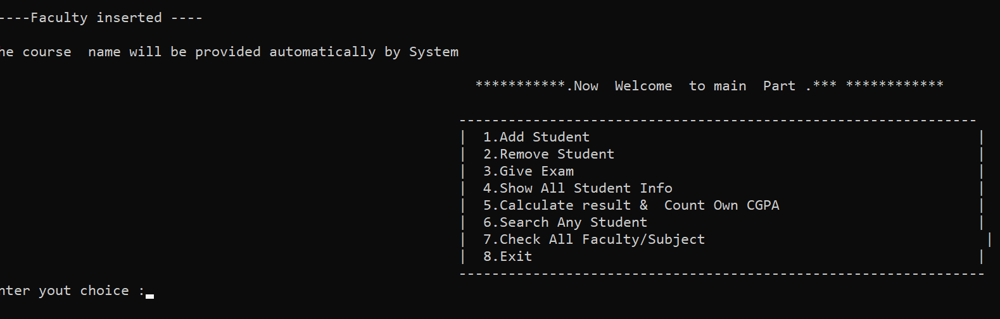 ----Faculty inserted ----
he course  name will be provided automatically by System
***********.Now  Welcome  to main  Part .*** ************
---------------------------------------------------------------
|  1.Add Student                                               |
|  2.Remove Student                                            |
|  3.Give Exam                                                 |
|  4.Show All Student Info                                     |
|  5.Calculate result &  Count Own CGPA                        |
|  6.Search Any Student                                        |
|  7.Check All Faculty/Subject                                  |
|  8.Exit                                                      |
----------------------------------------------------------------
nter yout choice :